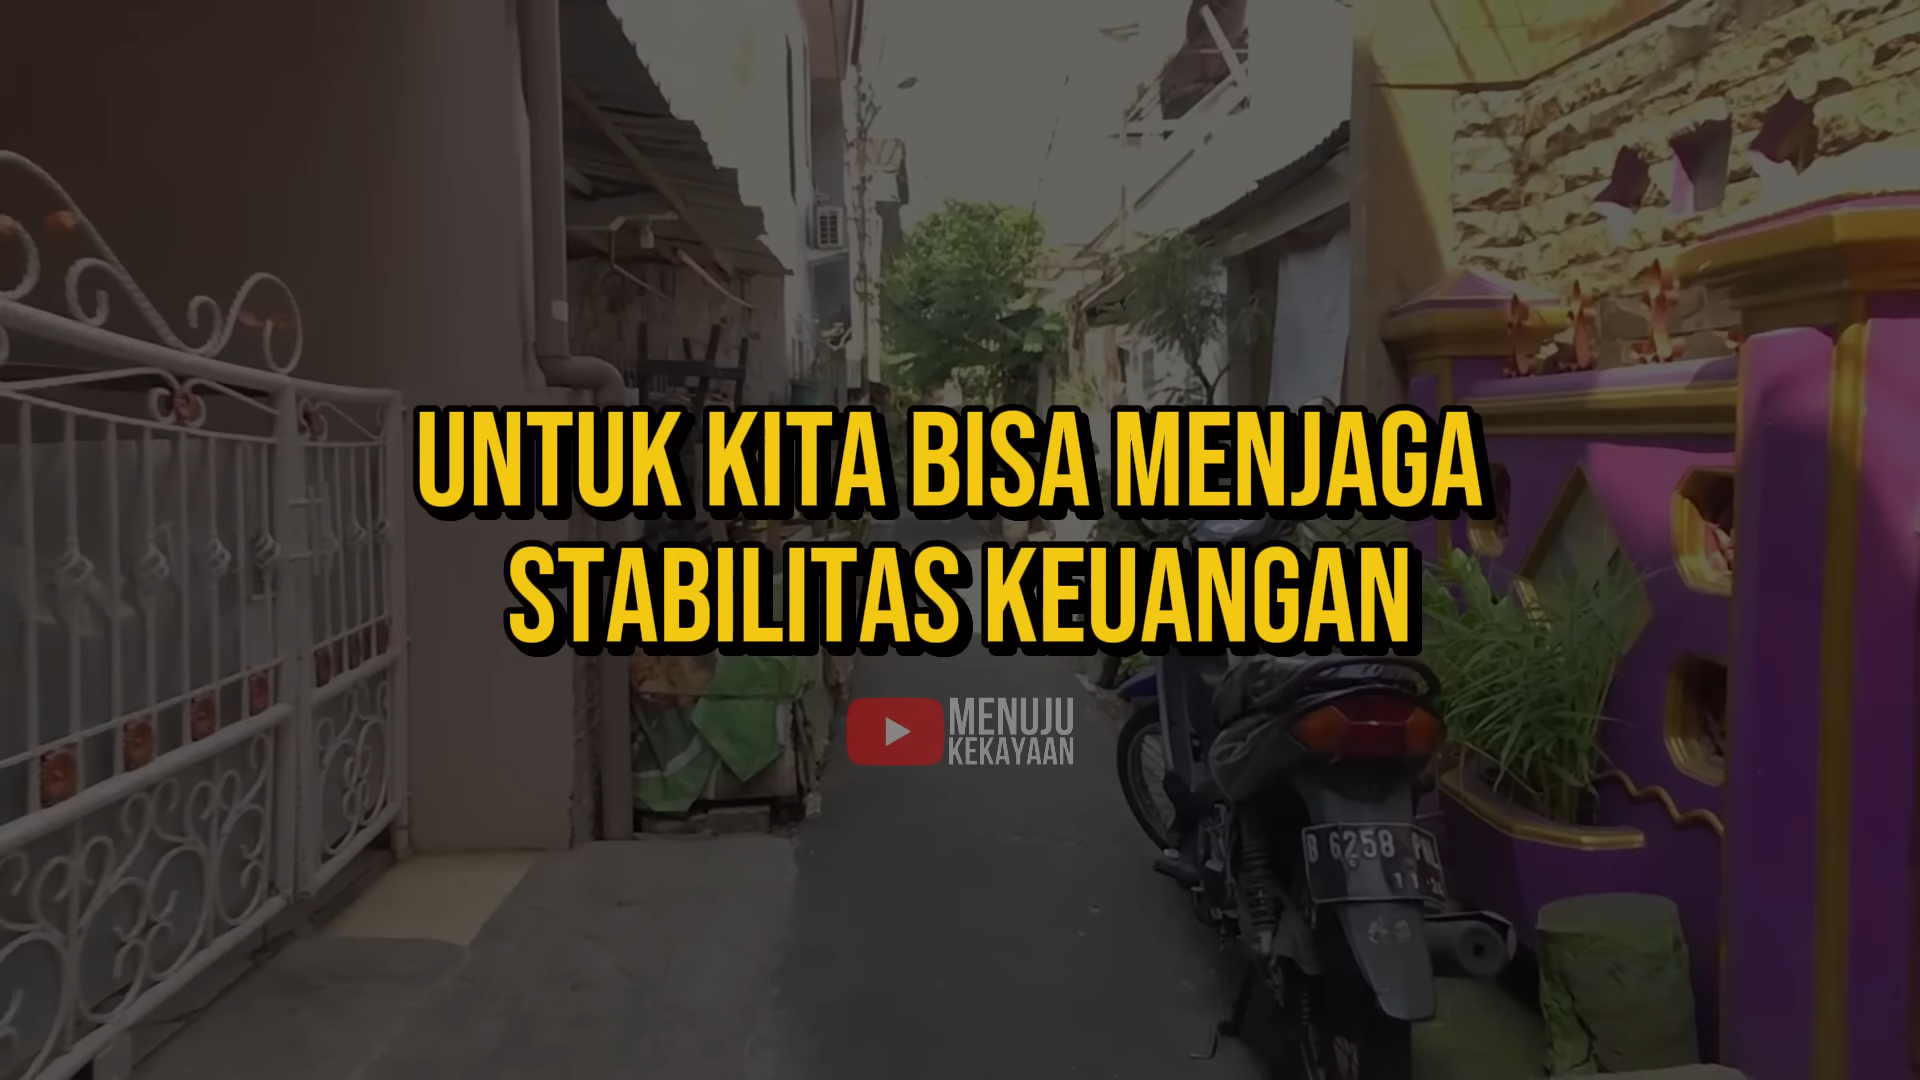 UNTUK KITA BISA MENJAGA
STABILITAS KEUANGAN
MENUJU
KEKAYAAN
B 6258